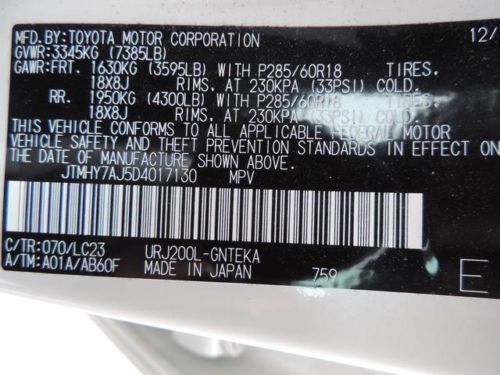 MFD.BY:TOYOTA MOTOR CORPORATION 12/
GVWR:3345KG (7385LB)
GAWR:FRT. 1630KG (3595LB) WITH P285/60R18 TIRES.
18X8J RIMS, AT 230KPA (33PSI) COLD.
RR. 1950KG (4300LB) WITH P285/60R18 TIRES.
18X8J RIMS, AT 230KPA (33PSI) COLD.
THIS VEHICLE CONFORMS TO ALL APPLICABLE FEDERAL MOTOR
VEHICLE SAFETY AND THEFT PREVENTION STANDARDS IN EFFECT ON
THE DATE OF MANUFACTURE SHOWN ABOVE.
JTMHY7AJ5D4017130 MPV
C/TR:070/LC23 URJ200L-GNTEKA
A/TM:A01A/AB60F MADE IN JAPAN 759 E